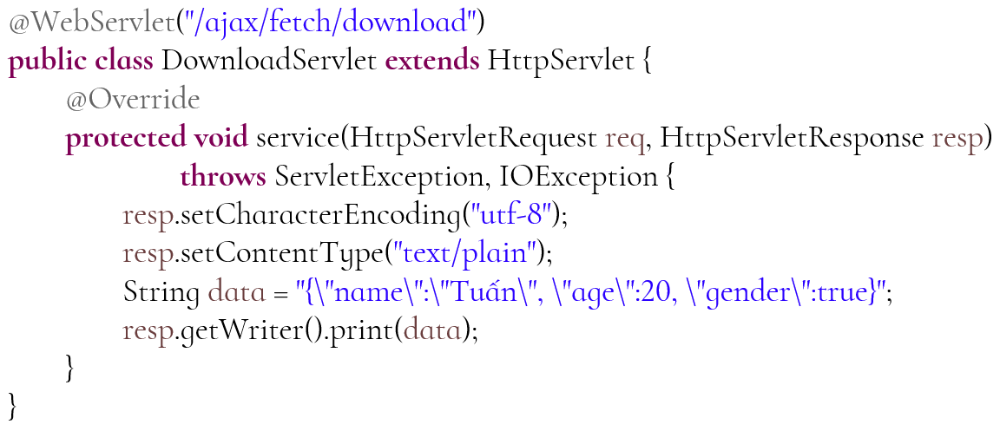 @WebServlet("/ajax/fetch/download")
public class DownloadServlet extends HttpServlet {
@Override
protected void service(HttpServletRequest req, HttpServletResponse resp)
throws ServletException, IOException {
resp.setCharacterEncoding("utf-8");
resp.setContentType("text/plain");
String data = "{\"name\":\"Tuấn\", \"age\":20, \"gender\":true}";
resp.getWriter().print(data);
}
}